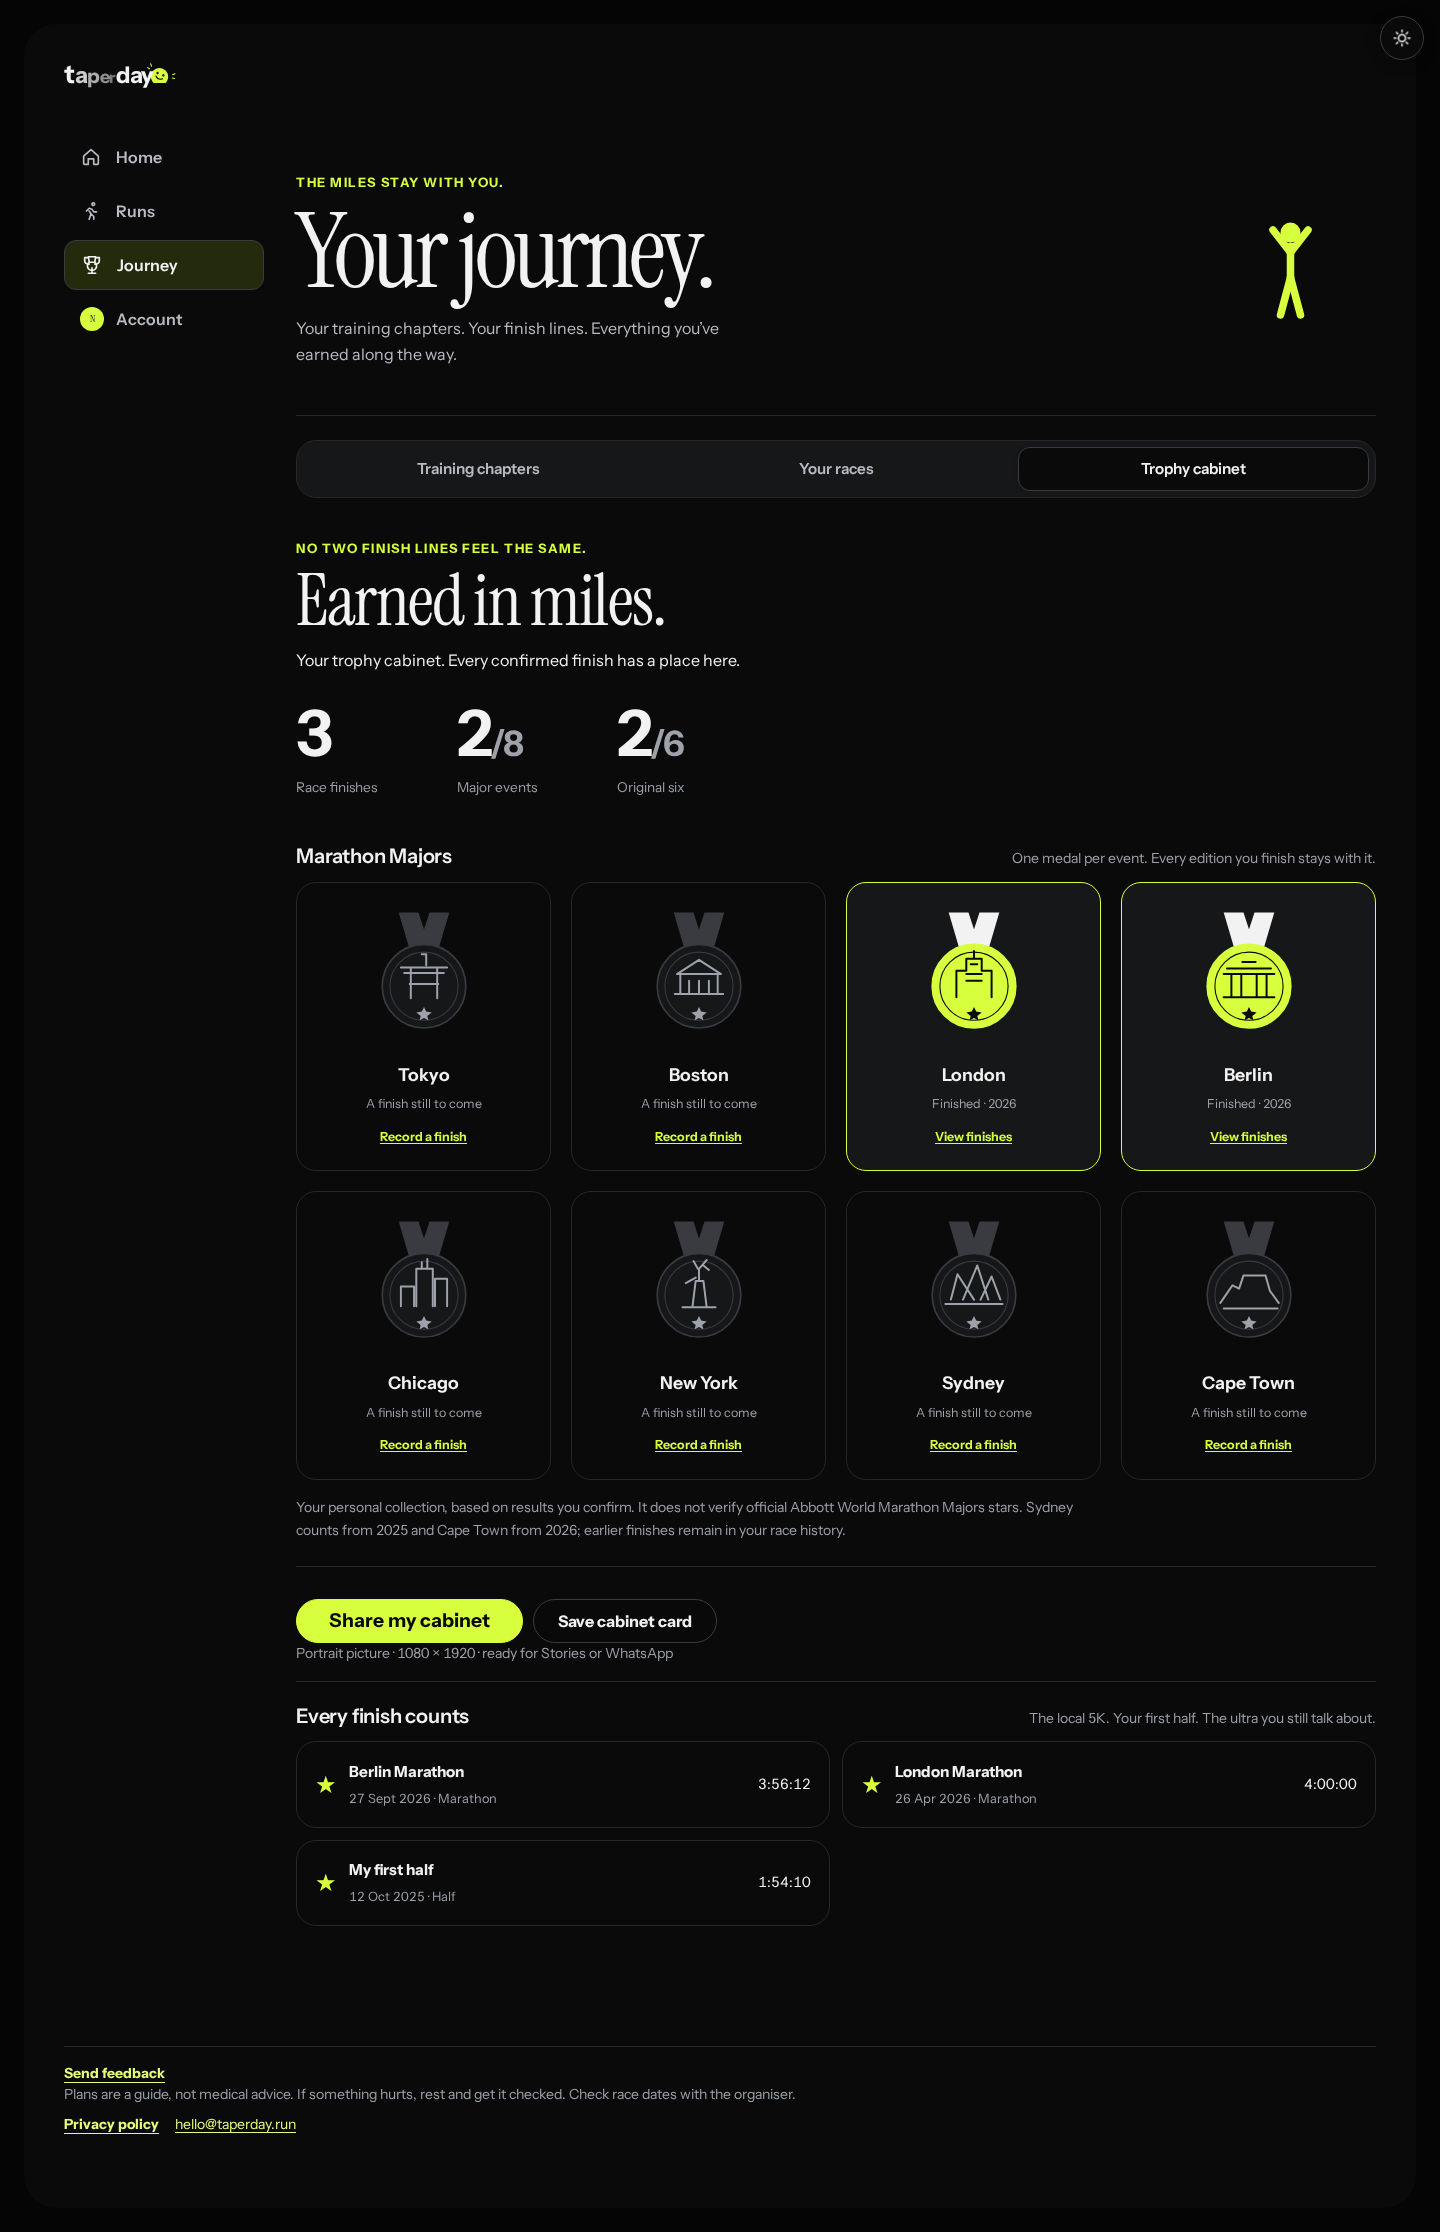 taperday
Home
Runs
Journey
N
Account
THE MILES STAY WITH YOU.
Your journey.
Your training chapters. Your finish lines. Everything you've
earned along the way.
Training chapters
Your races
Trophy cabinet
NO TWO FINISH LINES FEEL THE SAME.
Earned in miles.
Your trophy cabinet. Every confirmed finish has a place here.
3
2/8
2/6
Race finishes
Major events
Original six
Marathon Majors
One medal per event. Every edition you finish stays with it.
Tokyo
A finish still to come
Record a finish
Boston
A finish still to come
Record a finish
London
Finished · 2026
View finishes
Berlin
Finished · 2026
View finishes
Chicago
A finish still to come
Record a finish
New York
A finish still to come
Record a finish
Sydney
A finish still to come
Record a finish
Cape Town
A finish still to come
Record a finish
Your personal collection, based on results you confirm. It does not verify official Abbott World Marathon Majors stars. Sydney
counts from 2025 and Cape Town from 2026; earlier finishes remain in your race history.
Share my cabinet
Save cabinet card
Portrait picture · 1080 × 1920 · ready for Stories or WhatsApp
Every finish counts
The local 5K. Your first half. The ultra you still talk about.
Berlin Marathon
27 Sept 2026 · Marathon
3:56:12
London Marathon
26 Apr 2026 · Marathon
4:00:00
My first half
12 Oct 2025 · Half
1:54:10
Send feedback
Plans are a guide, not medical advice. If something hurts, rest and get it checked. Check race dates with the organiser.
Privacy policy
hello@taperday.run